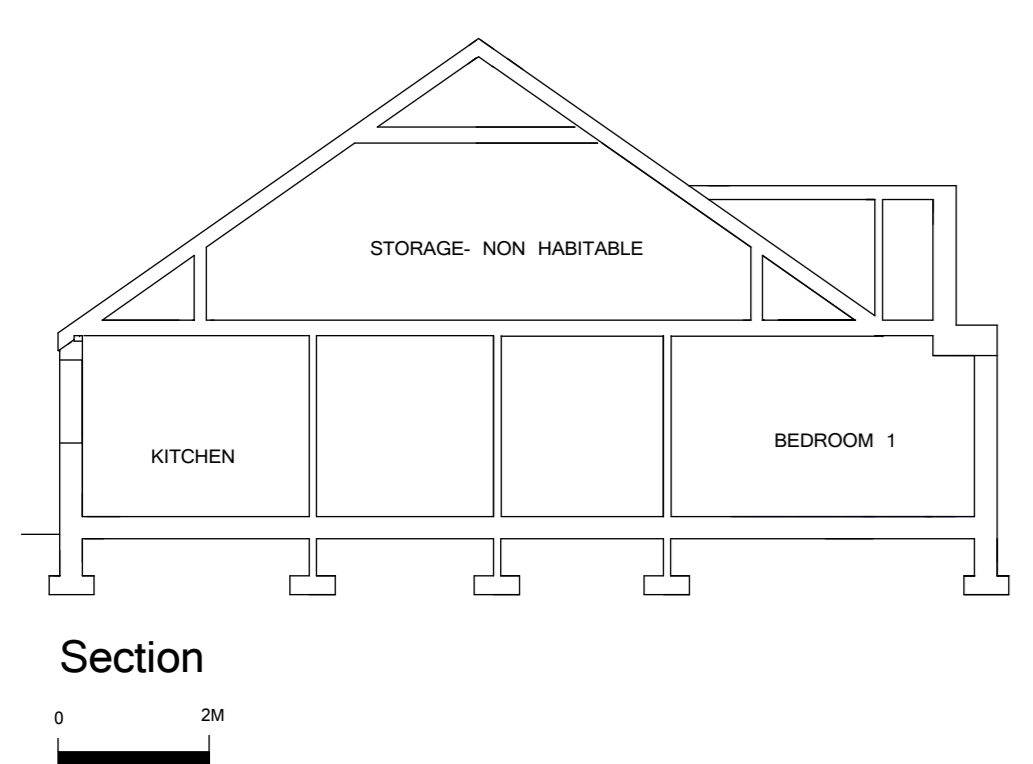 STORAGE- NON HABITABLE
BEDROOM 1
KITCHEN
Section
0 2M